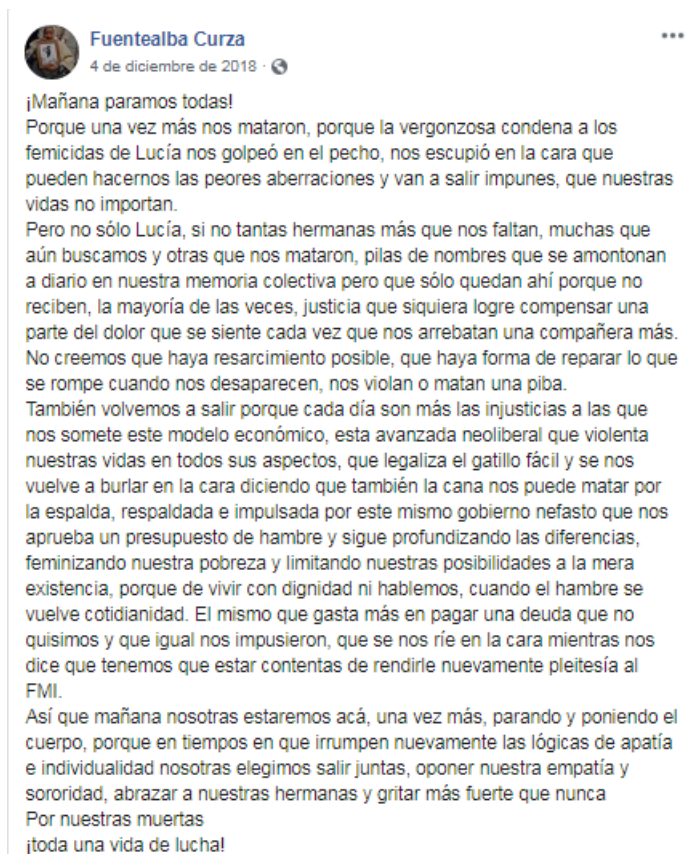 Fuentealba Curza
4 de diciembre de 2018 ·
¡Mañana paramos todas!
Porque una vez más nos mataron, porque la vergonzosa condena a los
femicidas de Lucía nos golpeó en el pecho, nos escupió en la cara que
pueden hacernos las peores aberraciones y van a salir impunes, que nuestras
vidas no importan.
Pero no sólo Lucía, si no tantas hermanas más que nos faltan, muchas que
aún buscamos y otras que nos mataron, pilas de nombres que se amontonan
a diario en nuestra memoria colectiva pero que sólo quedan ahí porque no
reciben, la mayoría de las veces, justicia que siquiera logre compensar una
parte del dolor que se siente cada vez que nos arrebatan una compañera más.
No creemos que haya resarcimiento posible, que haya forma de reparar lo que
se rompe cuando nos desaparecen, nos violan o matan una piba.
También volvemos a salir porque cada día son más las injusticias a las que
nos somete este modelo económico, esta avanzada neoliberal que violenta
nuestras vidas en todos sus aspectos, que legaliza el gatillo fácil y se nos
vuelve a burlar en la cara diciendo que también la cana nos puede matar por
la espalda, respaldada e impulsada por este mismo gobierno nefasto que nos
aprueba un presupuesto de hambre y sigue profundizando las diferencias,
feminizando nuestra pobreza y limitando nuestras posibilidades a la mera
existencia, porque de vivir con dignidad ni hablemos, cuando el hambre se
vuelve cotidianidad. El mismo que gasta más en pagar una deuda que no
quisimos y que igual nos impusieron, que se nos ríe en la cara mientras nos
dice que tenemos que estar contentas de rendirle nuevamente pleitesía al
FMI.
Así que mañana nosotras estaremos acá, una vez más, parando y poniendo el
cuerpo, porque en tiempos en que irrumpen nuevamente las lógicas de apatía
e individualidad nosotras elegimos salir juntas, oponer nuestra empatía y
sororidad, abrazar a nuestras hermanas y gritar más fuerte que nunca
Por nuestras muertas
¡toda una vida de lucha!